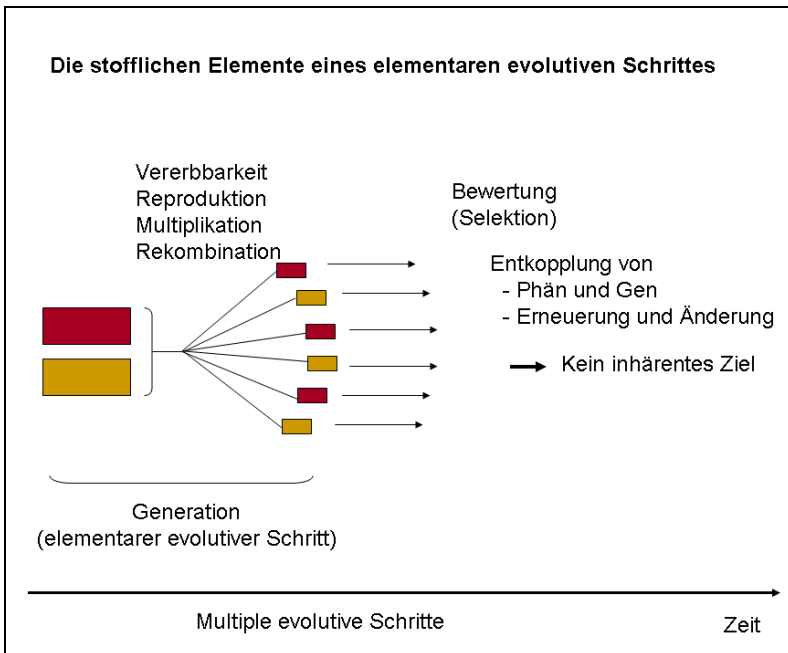 Die stofflichen Elemente eines elementaren evolutiven Schrittes
Vererbbarkeit
Reproduktion
Multiplikation
Rekombination
Bewertung
(Selektion)
Entkopplung von
- Phän und Gen
- Erneuerung und Änderung
Kein inhärentes Ziel
Generation
(elementarer evolutiver Schritt)
Multiple evolutive Schritte
Zeit